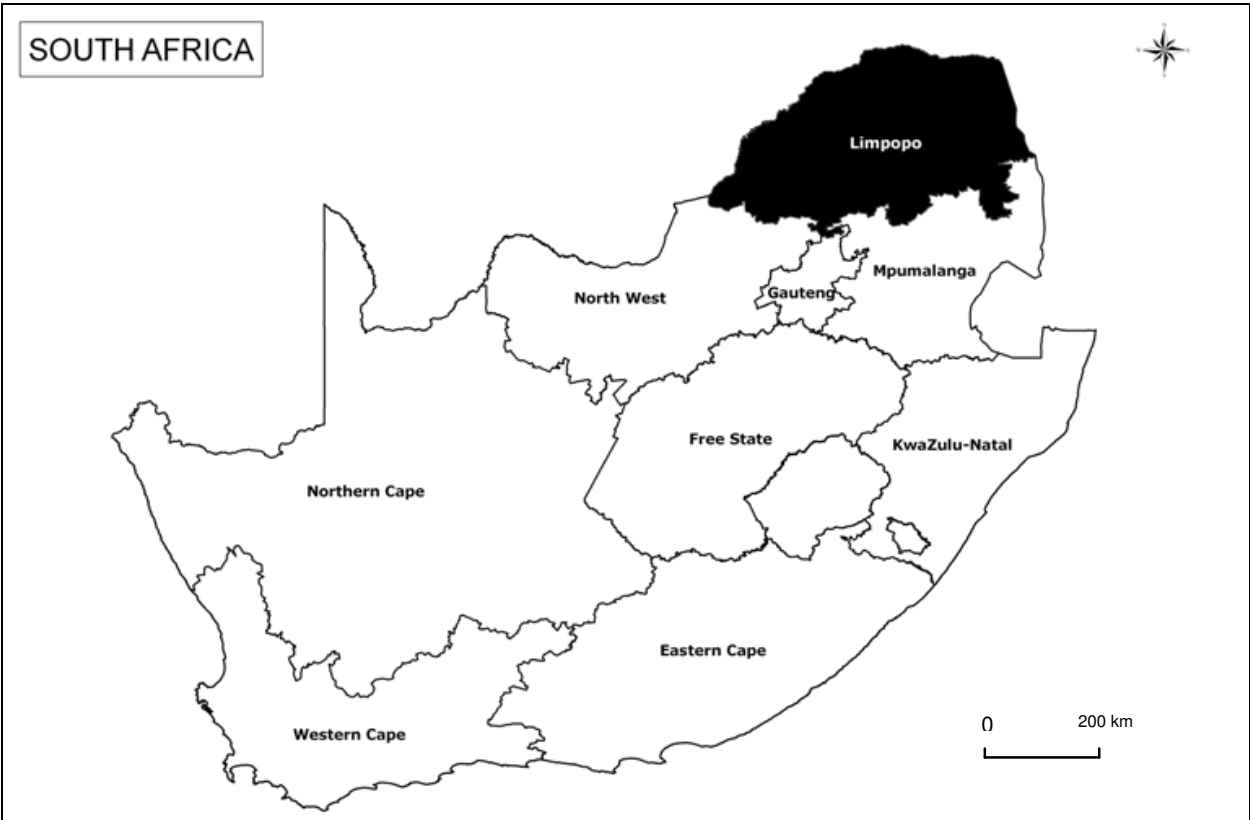 SOUTH AFRICA
Limpopo
Mpumalanga
Gauteng
North West
Free State
KwaZulu-Natal
Northern Cape
Eastern Cape
Western Cape
0 200 km